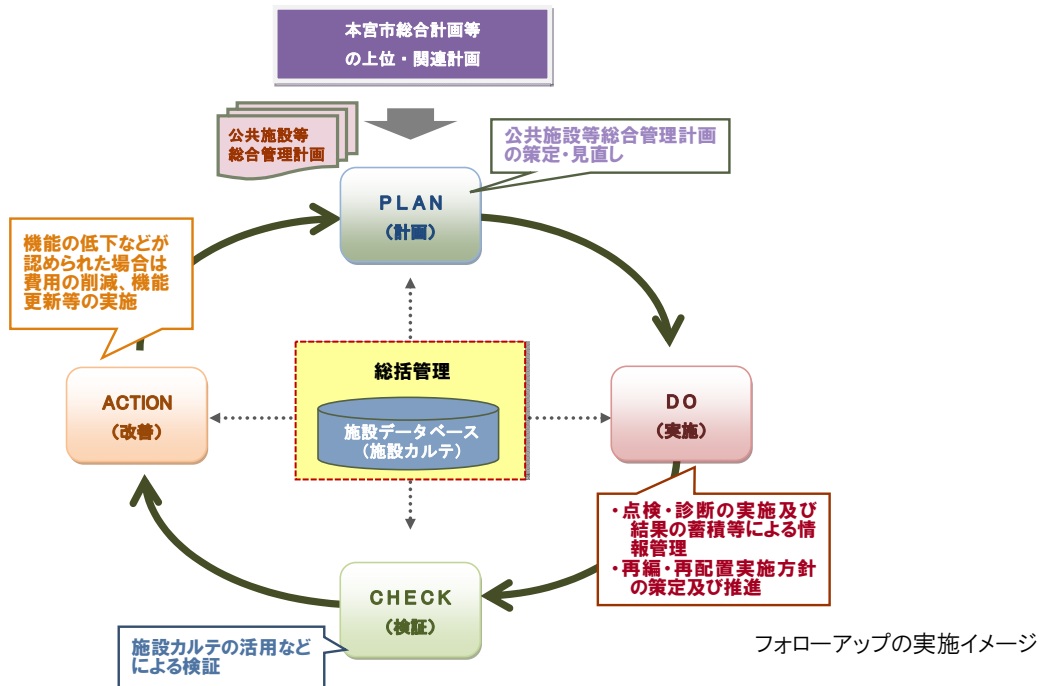 本宮市総合計画等
の上位・関連計画
公共施設等
総合管理計画
公共施設等総合管理計画
の策定・見直し
PLAN
(計画)
機能の低下などが
認められた場合は
費用の削減、機能
更新等の実施
総括管理
施設データベース
(施設カルテ)
ACTION
(改善)
DO
(実施)
・点検・診断の実施及び
結果の蓄積等による情
報管理
・再編・再配置実施方針
の策定及び推進
CHECK
(検証)
施設カルテの活用など
による検証
フォローアップの実施イメージ